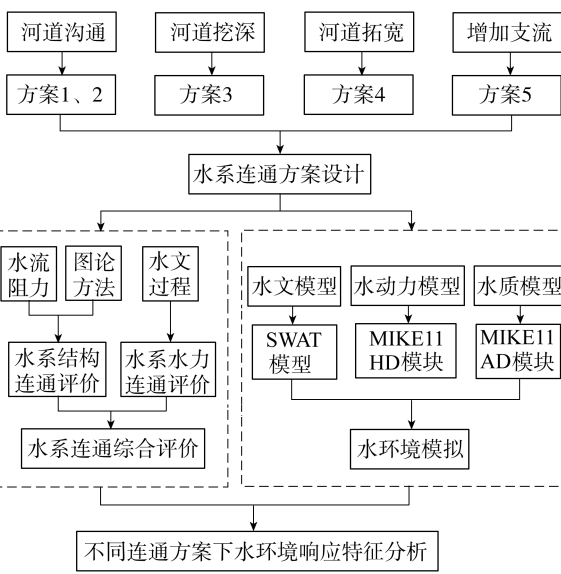 河道沟通
河道挖深
河道拓宽
增加支流
方案1、2
方案3
方案4
方案5
水系连通方案设计
水流
阻力
图论
方法
水文
过程
水文模型
水动力模型
水质模型
水系结构
连通评价
水系水力
连通评价
SWAT
模型
MIKE11
HD模块
MIKE11
AD模块
水系连通综合评价
水环境模拟
不同连通方案下水环境响应特征分析